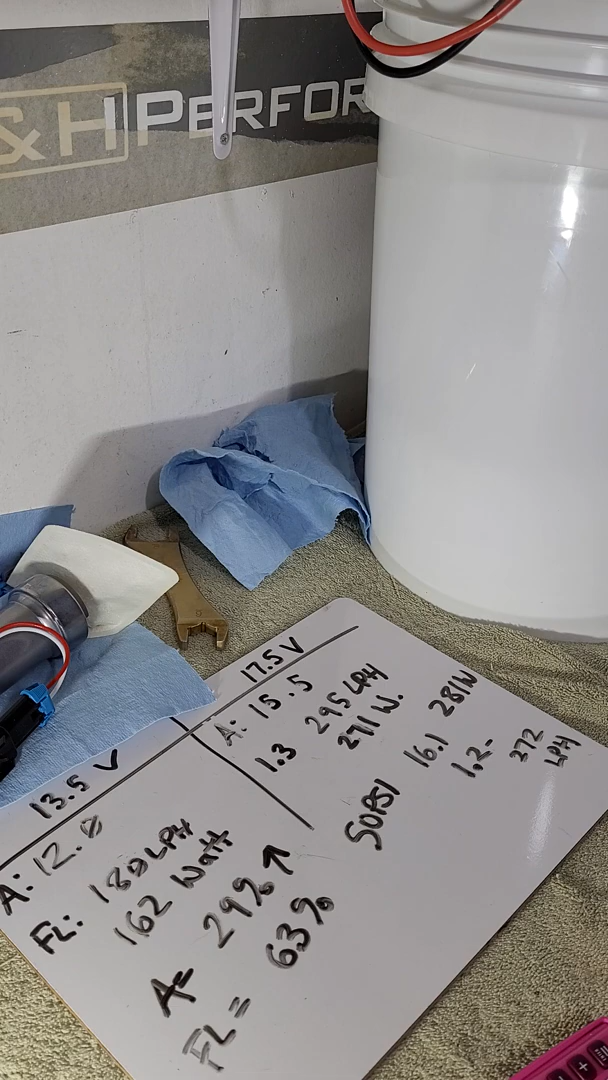 &H PERFOR
13.5 V
A: 12.0
FL: 180 LPH
162 Watt
A= 29% ↑
FL= 63%
17.5 V
A: 15.5
1.3 295 LPH
271 W.
50PSI 16.1 281W
1.2- 272
LPH